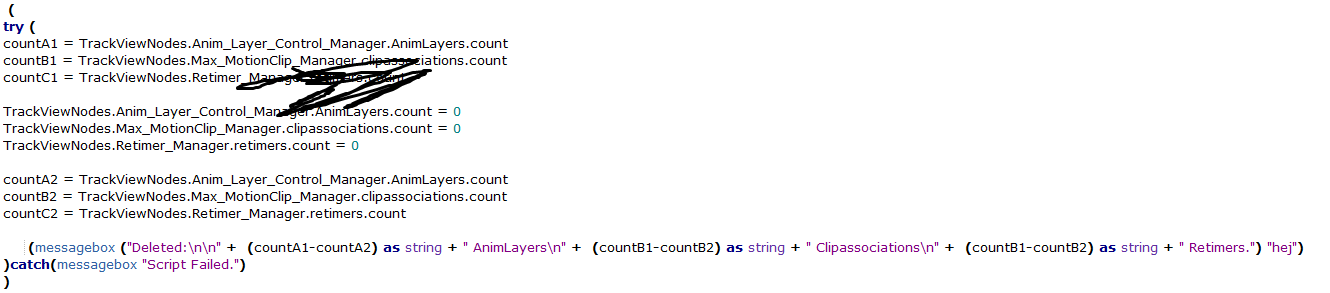 (
try (
countA1 = TrackViewNodes.Anim_Layer_Control_Manager.AnimLayers.count
countB1 = TrackViewNodes.Max_MotionClip_Manager.clipassociations.count
countC1 = TrackViewNodes.Retimer_Manager
TrackViewNodes.Anim_Layer_Control_Manager.AnimLayers.count = 0
TrackViewNodes.Max_MotionClip_Manager.clipassociations.count = 0
TrackViewNodes.Retimer_Manager.retimers.count = 0
countA2 = TrackViewNodes.Anim_Layer_Control_Manager.AnimLayers.count
countB2 = TrackViewNodes.Max_MotionClip_Manager.clipassociations.count
countC2 = TrackViewNodes.Retimer_Manager.retimers.count
(messagebox ("Deleted:\n\n" + (countA1-countA2) as string + " AnimLayers\n" + (countB1-countB2) as string + " Clipassociations\n" + (countB1-countB2) as string + " Retimers.") "hej")
)catch(messagebox "Script Failed.")
)